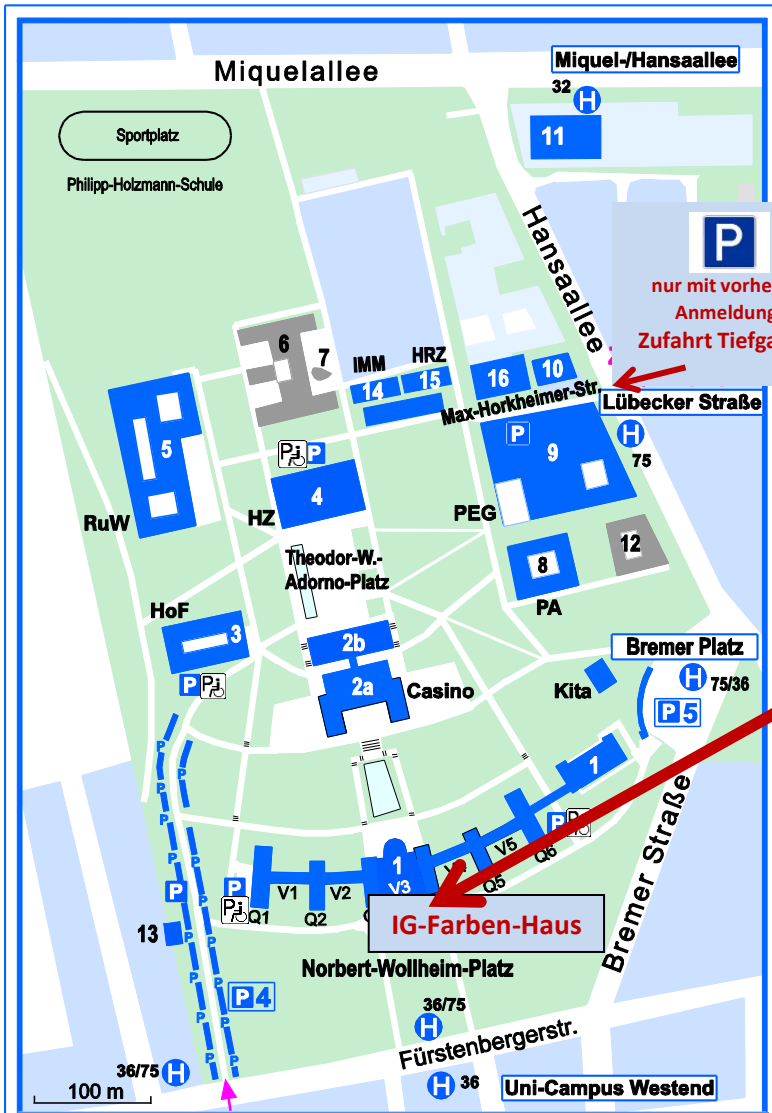 Miquelallee
Miquel-/Hansaallee
32
H
11
Sportplatz
Philipp-Holzmann-Schule
Hansaallee
P
nur mit vorhe
Anmeldung
Zufahrt Tiefga
6
7
IMM
HRZ
14
15
16
10
Max-Horkheimer-Str.
Lübecker Straße
H
75
5
RuW
P
P
4
HZ
P
9
PEG
12
8
PA
Theodor-W.-
Adorno-Platz
HoF
3
P
P
2b
2a
Casino
Kita
Bremer Platz
H
75/36
P 5
1
P
P
Bremer Straße
V5
Q6
Q5
1
V3
V1
V2
Q1
Q2
P
P
IG-Farben-Haus
P
13
P 4
Norbert-Wollheim-Platz
36/75
H
Fürstenbergerstr.
36/75
H
H
36
100 m
Uni-Campus Westend